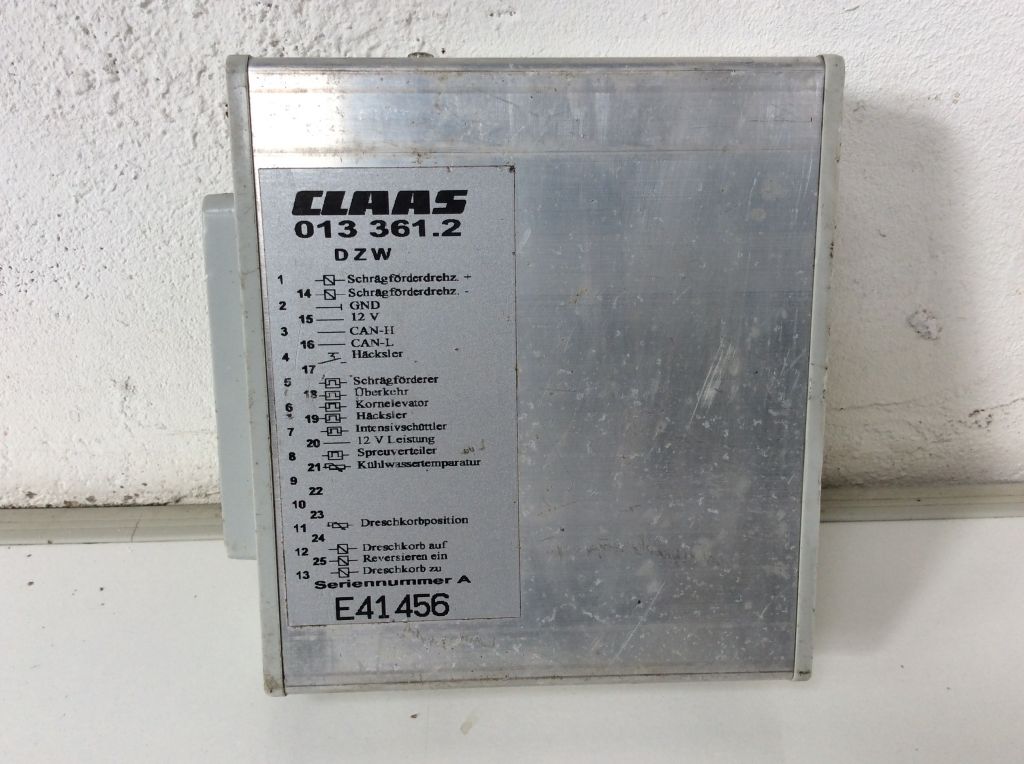 CLAAS
013 361.2
DZW
1 Schrägförderdrehz. +
14 Schrägförderdrehz. -
2 GND
15 12 V
3 CAN-H
16 CAN-L
4 Häcksler
17
5 Schrägförderer
18 Überkehr
6 Kornelevator
19 Häcksler
7 Intensivschüttler
20 12 V Leistung
8 Spreuverteiler
21 Kühlwassertemparatur
9
22
10
23
11 Dreschkorbposition
24
12 Dreschkorb auf
25 Reversieren ein
13 Dreschkorb zu
Seriennummer A
E41456